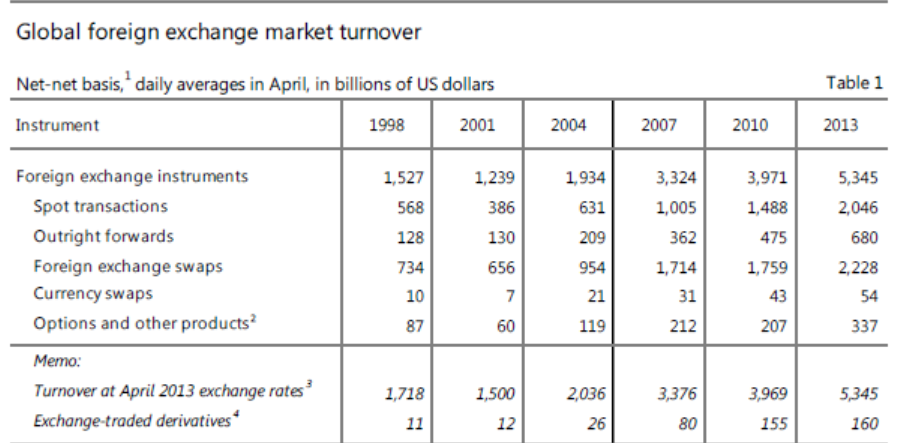 Global foreign exchange market turnover
Net-net basis,1 daily averages in April, in billions of US dollars Table 1
Instrument 1998 2001 2004 2007 2010 2013
Foreign exchange instruments 1,527 1,239 1,934 3,324 3,971 5,345
Spot transactions 568 386 631 1,005 1,488 2,046
Outright forwards 128 130 209 362 475 680
Foreign exchange swaps 734 656 954 1,714 1,759 2,228
Currency swaps 10 7 21 31 43 54
Options and other products2 87 60 119 212 207 337
Memo:
Turnover at April 2013 exchange rates3 1,718 1,500 2,036 3,376 3,969 5,345
Exchange-traded derivatives4 11 12 26 80 155 160